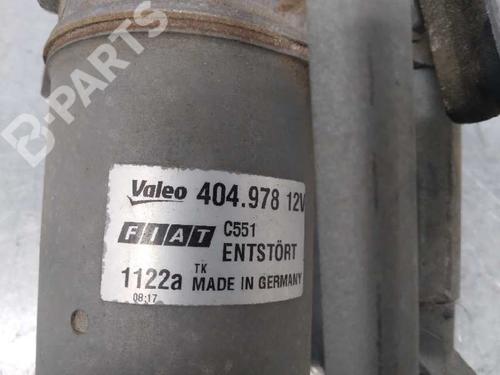 B-PARTS
Valeo 404.978 12V
FIAT C551
ENTSTÖRT
1122a TK MADE IN GERMANY
08:17